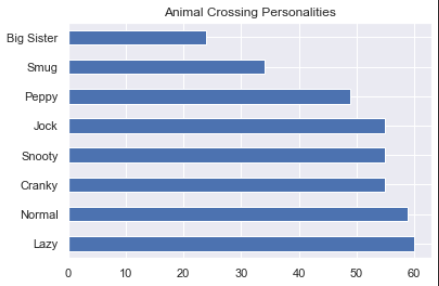 Animal Crossing Personalities
Big Sister
Smug
Peppy
Jock
Snooty
Cranky
Normal
Lazy
0 10 20 30 40 50 60